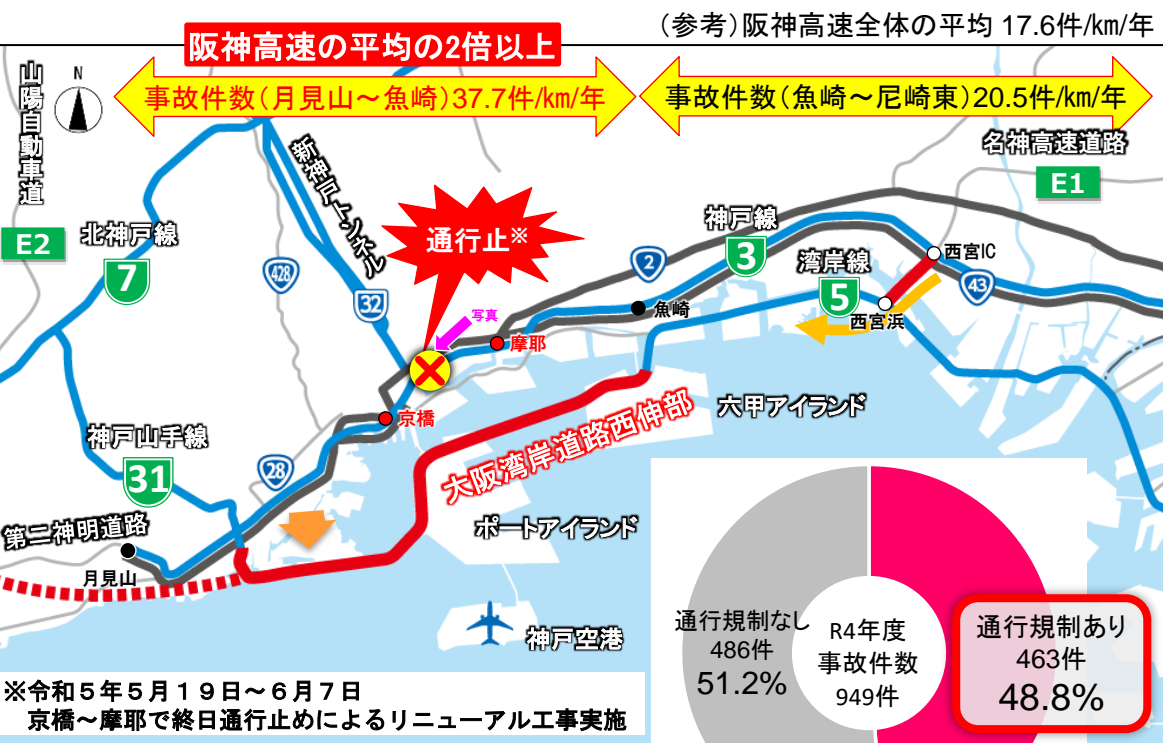 (参考)阪神高速全体の平均 17.6件/㎞/年
阪神高速の平均の2倍以上
事故件数(月見山～魚崎)37.7件/㎞/年
事故件数(魚崎～尼崎東)20.5件/㎞/年
山陽自動車道
N
E2
北神戸線
7
428
新神戸トンネル
32
通行止※
写真
摩耶
京橋
2
神戸線
3
魚崎
湾岸線
5
西宮浜
西宮IC
43
名神高速道路
E1
神戸山手線
31
28
第二神明道路
月見山
大阪湾岸道路西伸部
六甲アイランド
ポートアイランド
神戸空港
通行規制なし
486件
51.2%
R4年度
事故件数
949件
通行規制あり
463件
48.8%
※令和５年５月１９日～６月７日
京橋～摩耶で終日通行止めによるリニューアル工事実施